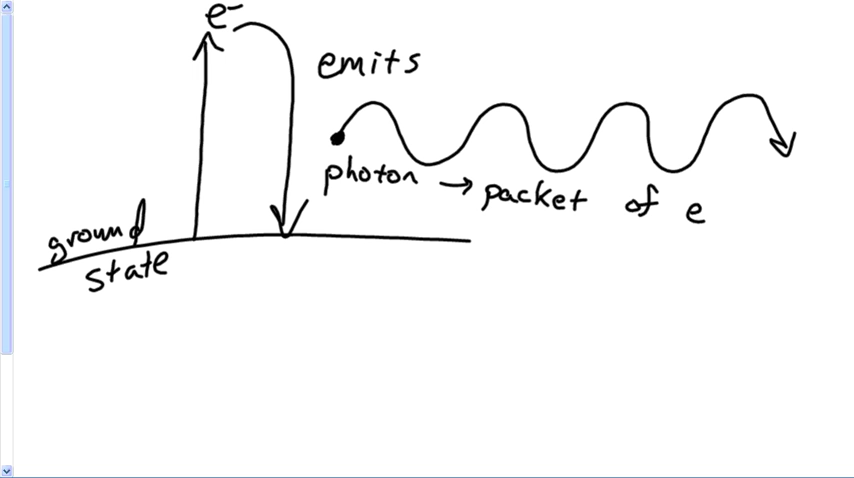 e-
emits
photon → packet of e
ground
state